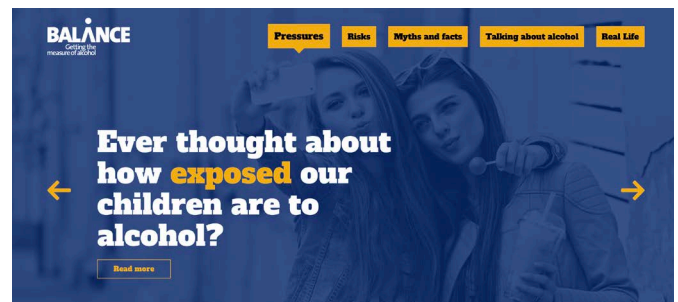 BALANCE
Getting the
measure of alcohol
Pressures
Risks
Myths and facts
Talking about alcohol
Real Life
Ever thought about
how exposed our
children are to
alcohol?
Read more